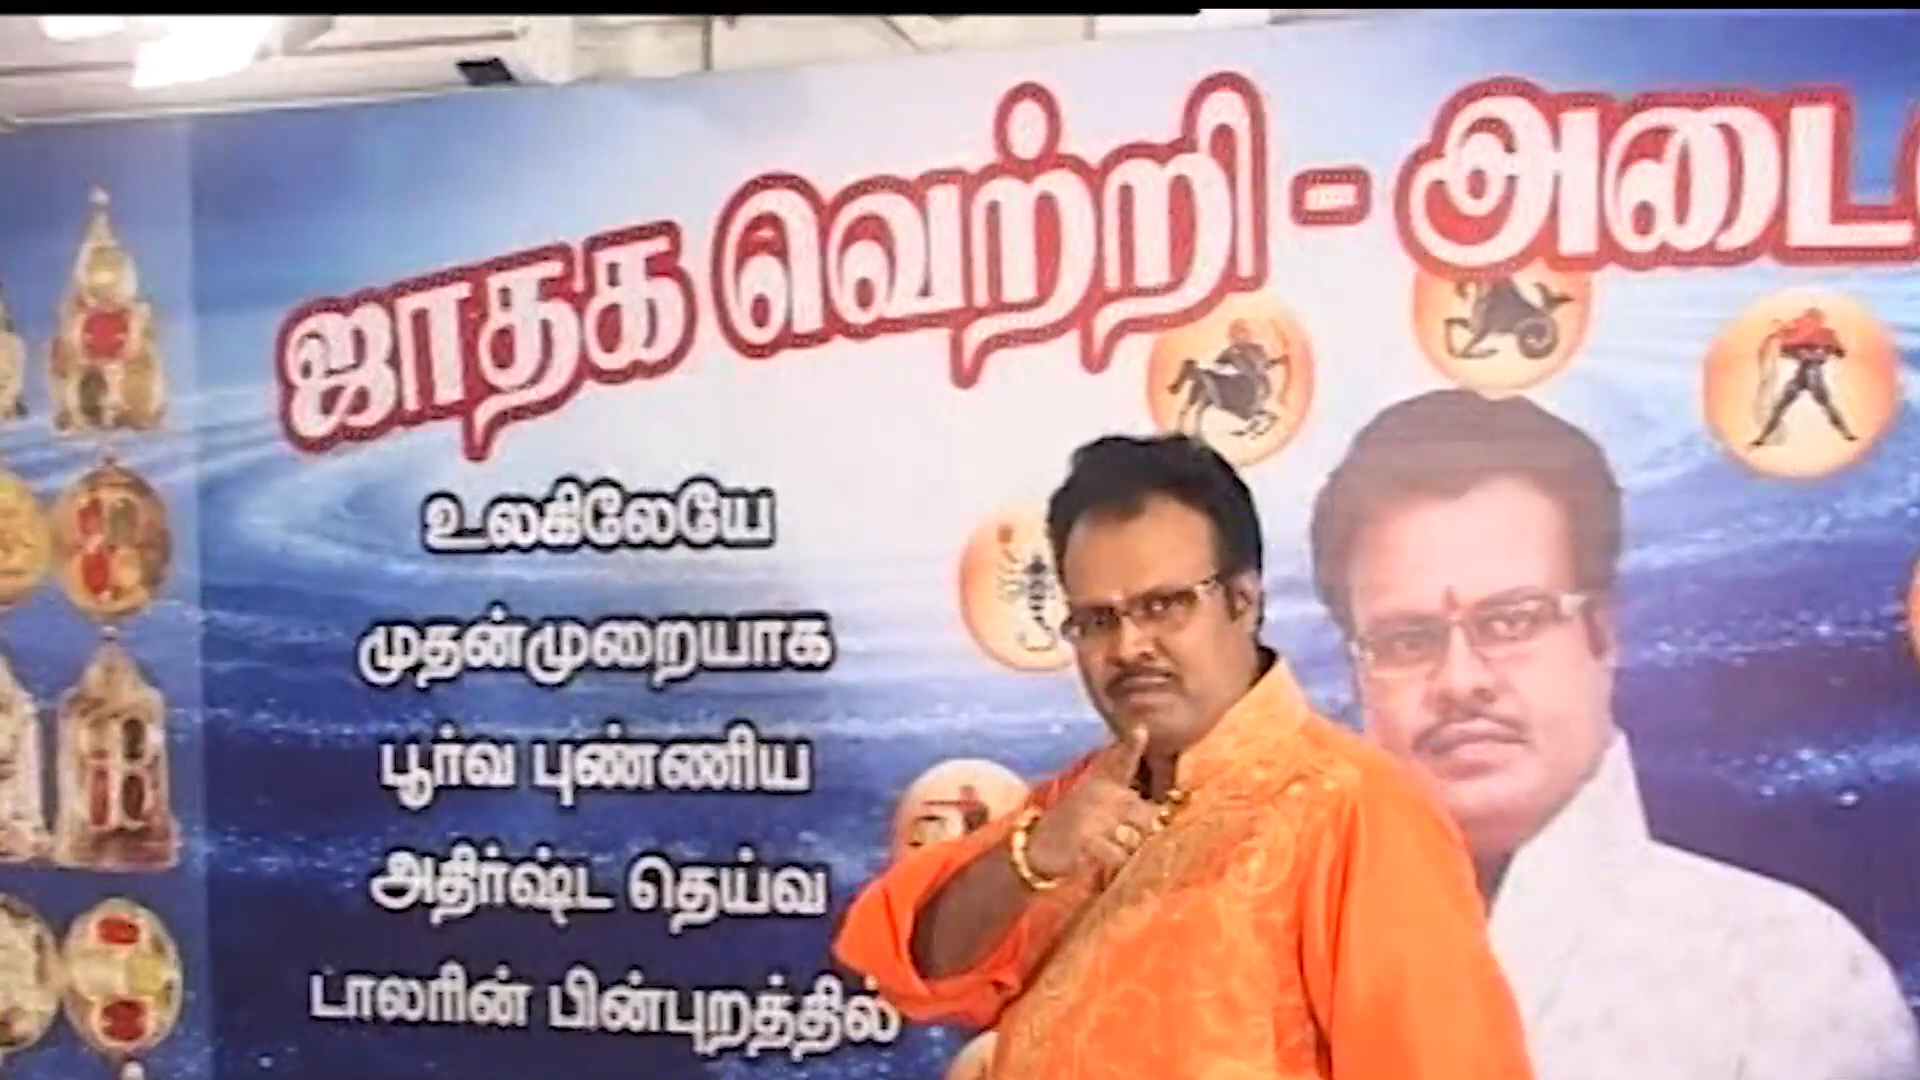 ஜாதக வெற்றி - அடை
உலகிலேயே
முதன்முறையாக
பூர்வ புண்ணிய
அதிர்ஷ்ட தெய்வ
டாலரின் பின்புறத்தில்